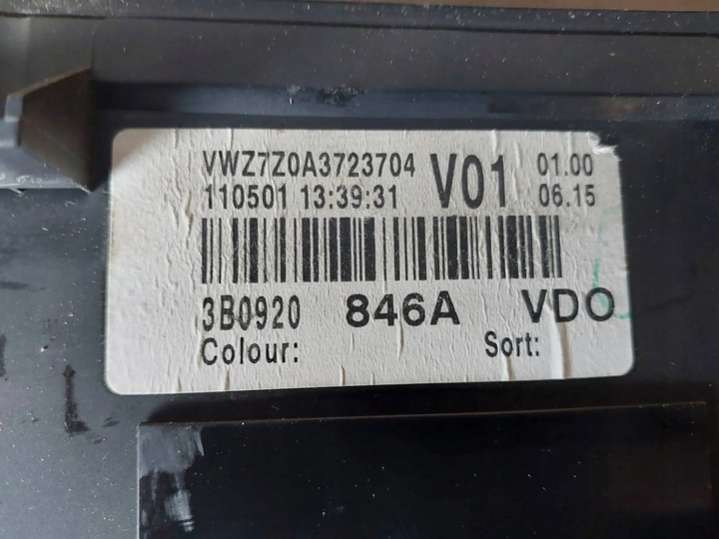 VWZ7Z0A3723704 V01 01.00
110501 13:39:31 06.15
3B0920 846A VDO
Colour: Sort: